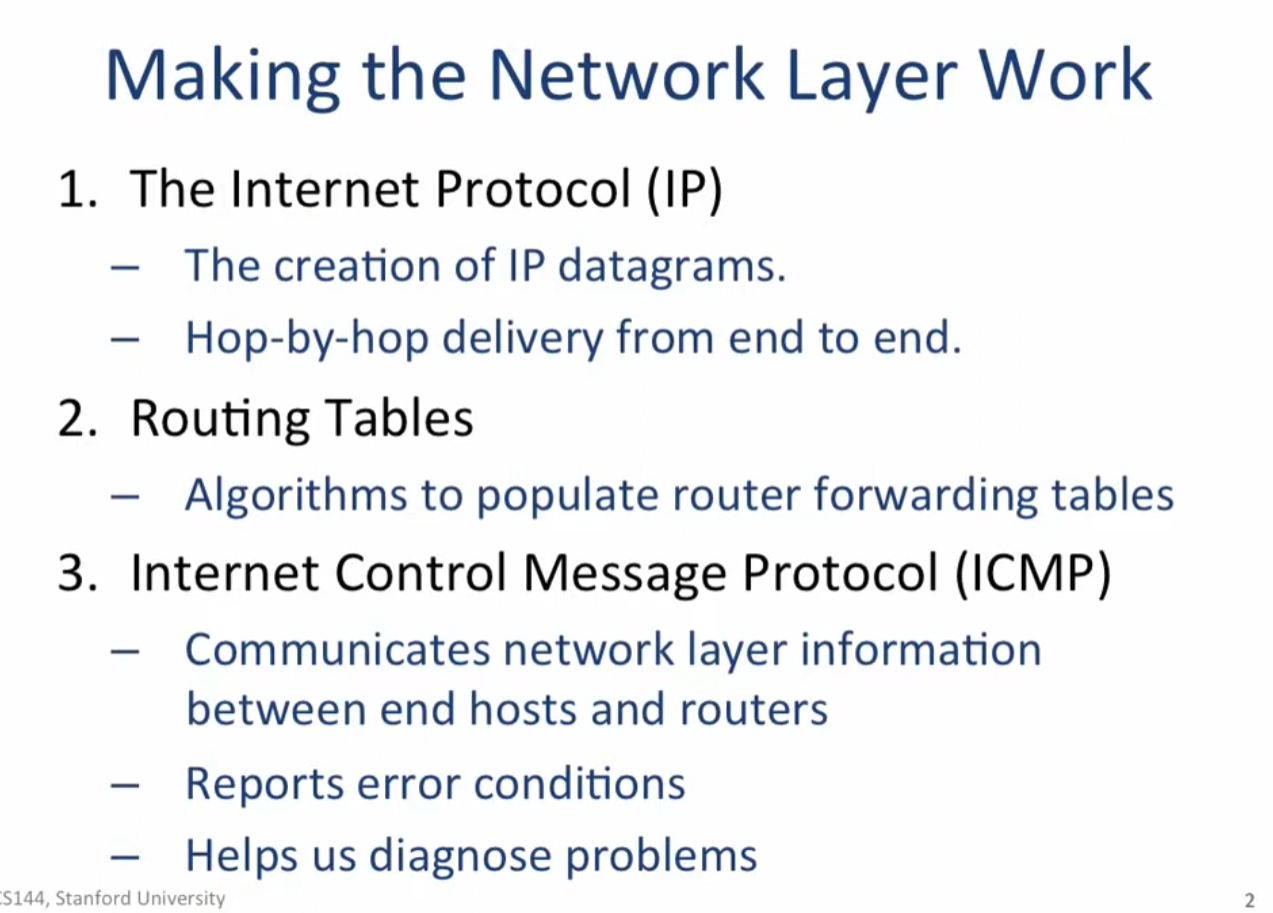 Making the Network Layer Work
1. The Internet Protocol (IP)
– The creation of IP datagrams.
– Hop-by-hop delivery from end to end.
2. Routing Tables
– Algorithms to populate router forwarding tables
3. Internet Control Message Protocol (ICMP)
– Communicates network layer information
between end hosts and routers
– Reports error conditions
– Helps us diagnose problems
CS144, Stanford University
2